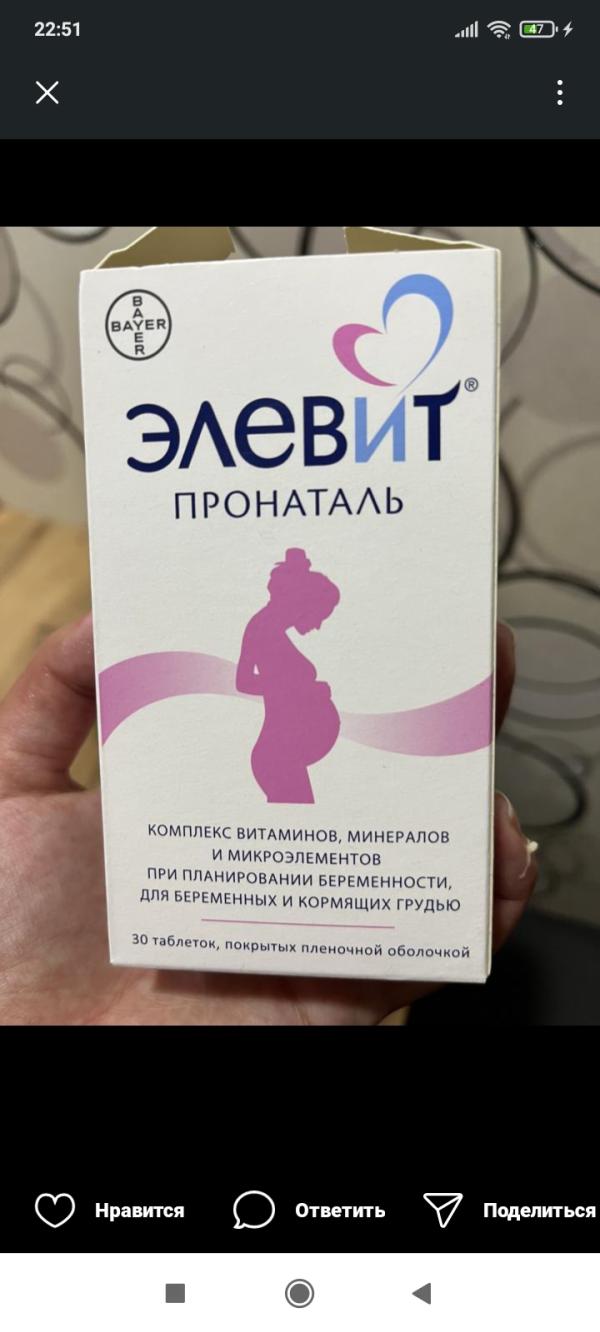 22:51
47
BAYER
BAYER
ЭЛЕВИТ®
ПРОНАТАЛЬ
КОМПЛЕКС ВИТАМИНОВ, МИНЕРАЛОВ
И МИКРОЭЛЕМЕНТОВ
ПРИ ПЛАНИРОВАНИИ БЕРЕМЕННОСТИ,
ДЛЯ БЕРЕМЕННЫХ И КОРМЯЩИХ ГРУДЬЮ
30 таблеток, покрытых пленочной оболочкой
Нравится Ответить Поделиться